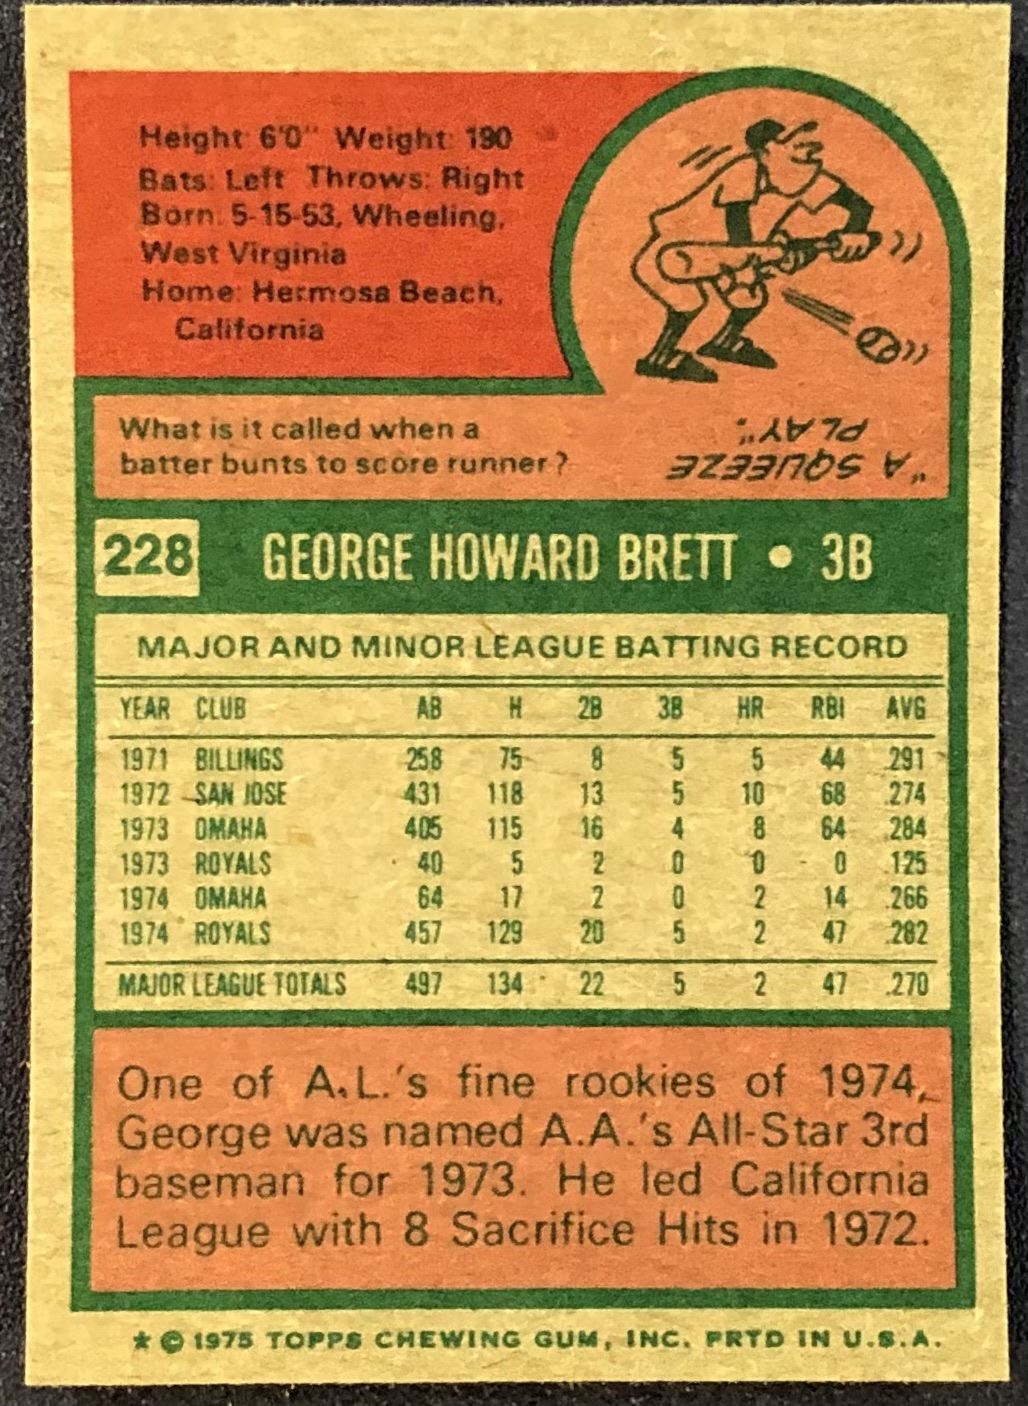 Height: 6'0" Weight: 190
Bats: Left Throws: Right
Born: 5-15-53, Wheeling,
West Virginia
Home: Hermosa Beach,
California
What is it called when a
batter bunts to score runner?
"A SQUEEZE
PLAY".
228 GEORGE HOWARD BRETT • 3B
MAJOR AND MINOR LEAGUE BATTING RECORD
YEAR CLUB AB H 2B 3B HR RBI AVG
1971 BILLINGS 258 75 8 5 5 44 .291
1972 SAN JOSE 431 118 13 5 10 68 .274
1973 OMAHA 405 115 16 4 8 64 .284
1973 ROYALS 40 5 2 0 0 0 .125
1974 OMAHA 64 17 2 0 2 14 .266
1974 ROYALS 457 129 20 5 2 47 .282
MAJOR LEAGUE TOTALS 497 134 22 5 2 47 .270
One of A.L.'s fine rookies of 1974,
George was named A.A.'s All-Star 3rd
baseman for 1973. He led California
League with 8 Sacrifice Hits in 1972.
★ © 1975 TOPPS CHEWING GUM, INC. PRTD IN U.S.A.